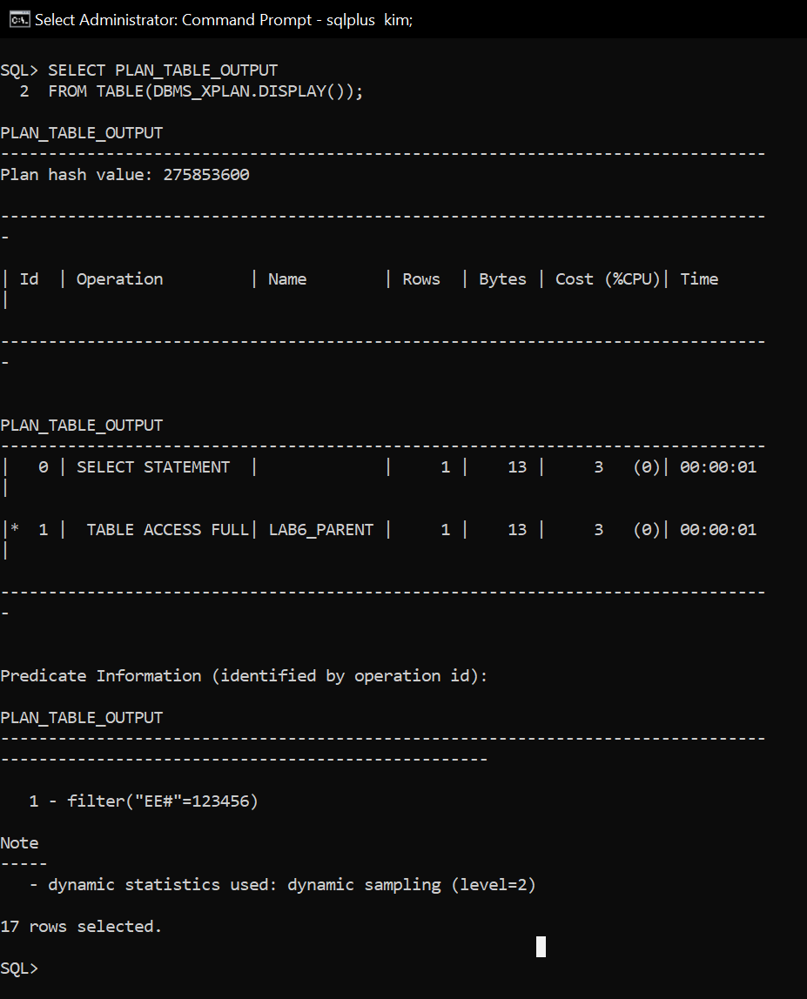 Select Administrator: Command Prompt - sqlplus  kim;
SQL> SELECT PLAN_TABLE_OUTPUT
  2  FROM TABLE(DBMS_XPLAN.DISPLAY());
PLAN_TABLE_OUTPUT
--------------------------------------------------------------------------------
Plan hash value: 275853600
--------------------------------------------------------------------------------
-
| Id  | Operation         | Name        | Rows  | Bytes | Cost (%CPU)| Time
|
--------------------------------------------------------------------------------
-
PLAN_TABLE_OUTPUT
--------------------------------------------------------------------------------
|   0 | SELECT STATEMENT  |             |     1 |    13 |     3   (0)| 00:00:01
|
|*  1 |  TABLE ACCESS FULL| LAB6_PARENT |     1 |    13 |     3   (0)| 00:00:01
|
--------------------------------------------------------------------------------
-
Predicate Information (identified by operation id):
PLAN_TABLE_OUTPUT
--------------------------------------------------------------------------------
---------------------------------------------------
   1 - filter("EE#"=123456)
Note
-----
   - dynamic statistics used: dynamic sampling (level=2)
17 rows selected.
SQL>